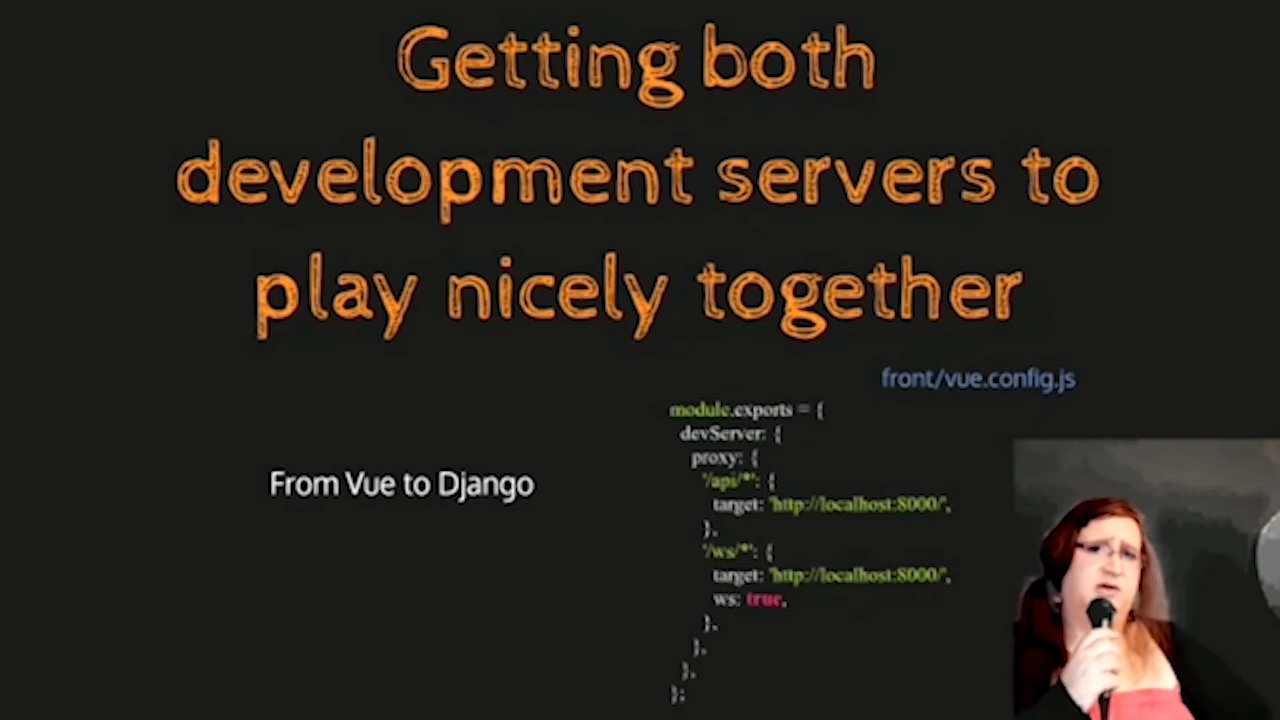 Getting both
development servers to
play nicely together
front/vue.config.js
From Vue to Django
module.exports = {
devServer: {
proxy: {
'/api/*': {
target: 'http://localhost:8000/',
},
'/ws/*': {
target: 'http://localhost:8000/',
ws: true,
},
},
},
};